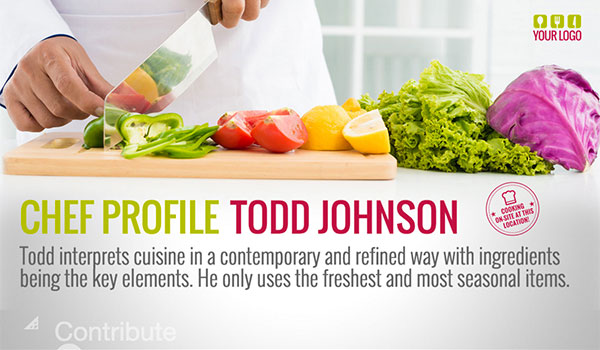 YOUR LOGO
CHEF PROFILE TODD JOHNSON
COOKING
ON-SITE AT THIS
LOCATION!
Todd interprets cuisine in a contemporary and refined way with ingredients
being the key elements. He only uses the freshest and most seasonal items.
Contribute